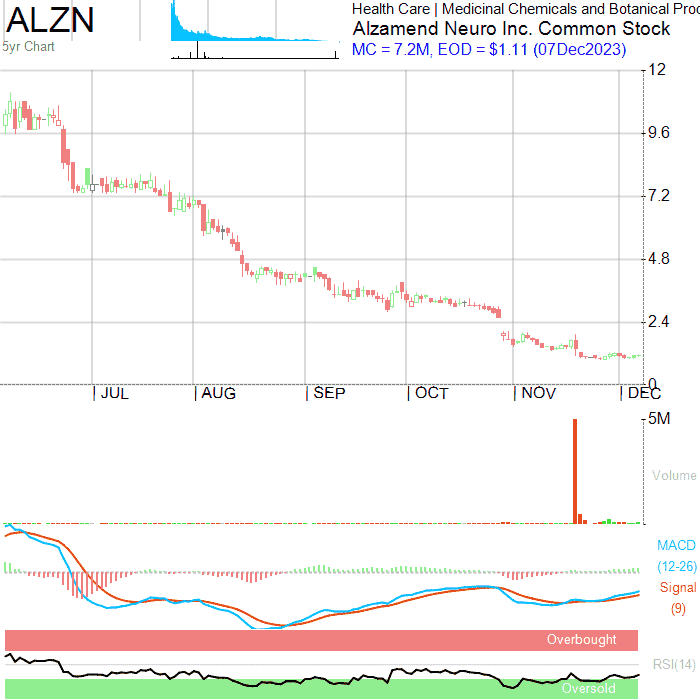 ALZN
5yr Chart
Health Care | Medicinal Chemicals and Botanical Proc
Alzamend Neuro Inc. Common Stock
MC = 7.2M, EOD = $1.11 (07Dec2023)
12
9.6
7.2
4.8
2.4
0
JUL AUG SEP OCT NOV DEC
5M
Volume
MACD
(12-26)
Signal
(9)
Overbought
RSI(14)
Oversold